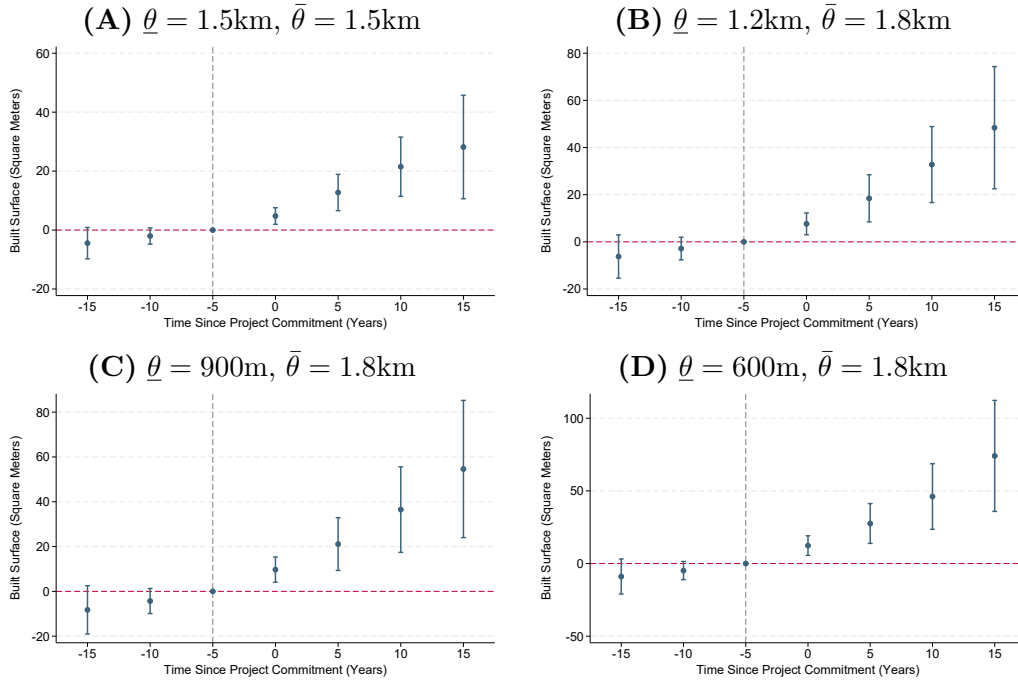 (A) θ̲ = 1.5km, θ̄ = 1.5km
60
40
20
0
-20
Built Surface (Square Meters)
-15 -10 -5 0 5 10 15
Time Since Project Commitment (Years)
(B) θ̲ = 1.2km, θ̄ = 1.8km
80
60
40
20
0
-20
Built Surface (Square Meters)
-15 -10 -5 0 5 10 15
Time Since Project Commitment (Years)
(C) θ̲ = 900m, θ̄ = 1.8km
80
60
40
20
0
-20
Built Surface (Square Meters)
-15 -10 -5 0 5 10 15
Time Since Project Commitment (Years)
(D) θ̲ = 600m, θ̄ = 1.8km
100
50
0
-50
Built Surface (Square Meters)
-15 -10 -5 0 5 10 15
Time Since Project Commitment (Years)